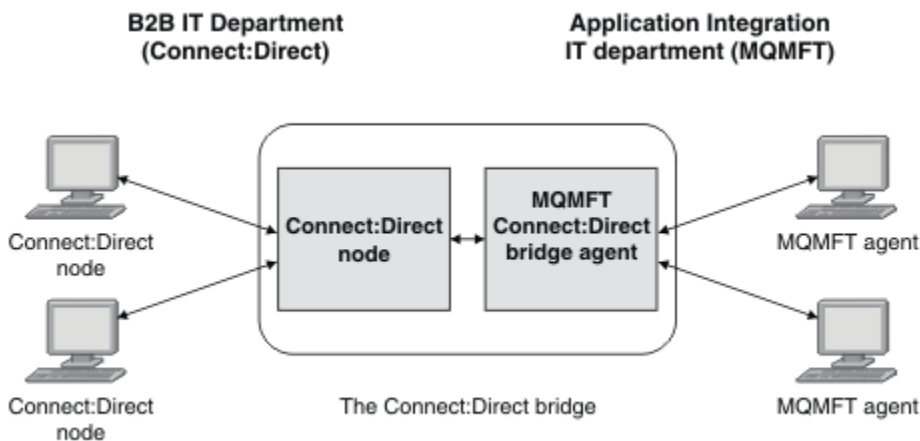 B2B IT Department
(Connect:Direct)
Application Integration
IT department (MQMFT)
Connect:Direct
node
Connect:Direct
node
Connect:Direct
node
MQMFT
Connect:Direct
bridge agent
MQMFT agent
MQMFT agent
The Connect:Direct bridge